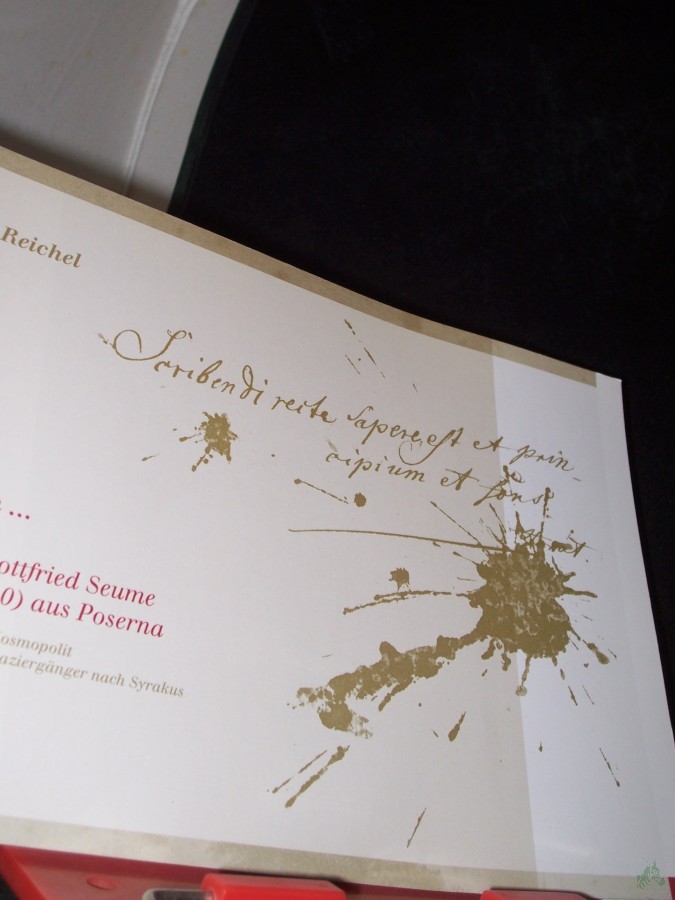 Reichel
Scribendi recte Sapere est et prin-
cipium et fons.
...
ottfried Seume
0) aus Poserna
osmopolit
aziergänger nach Syrakus